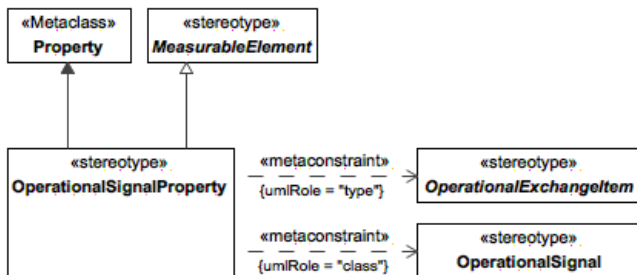 «Metaclass»
Property
«stereotype»
MeasurableElement
«stereotype»
OperationalSignalProperty
«metaconstraint»
{umlRole = "type"}
«stereotype»
OperationalExchangeItem
«metaconstraint»
{umlRole = "class"}
«stereotype»
OperationalSignal